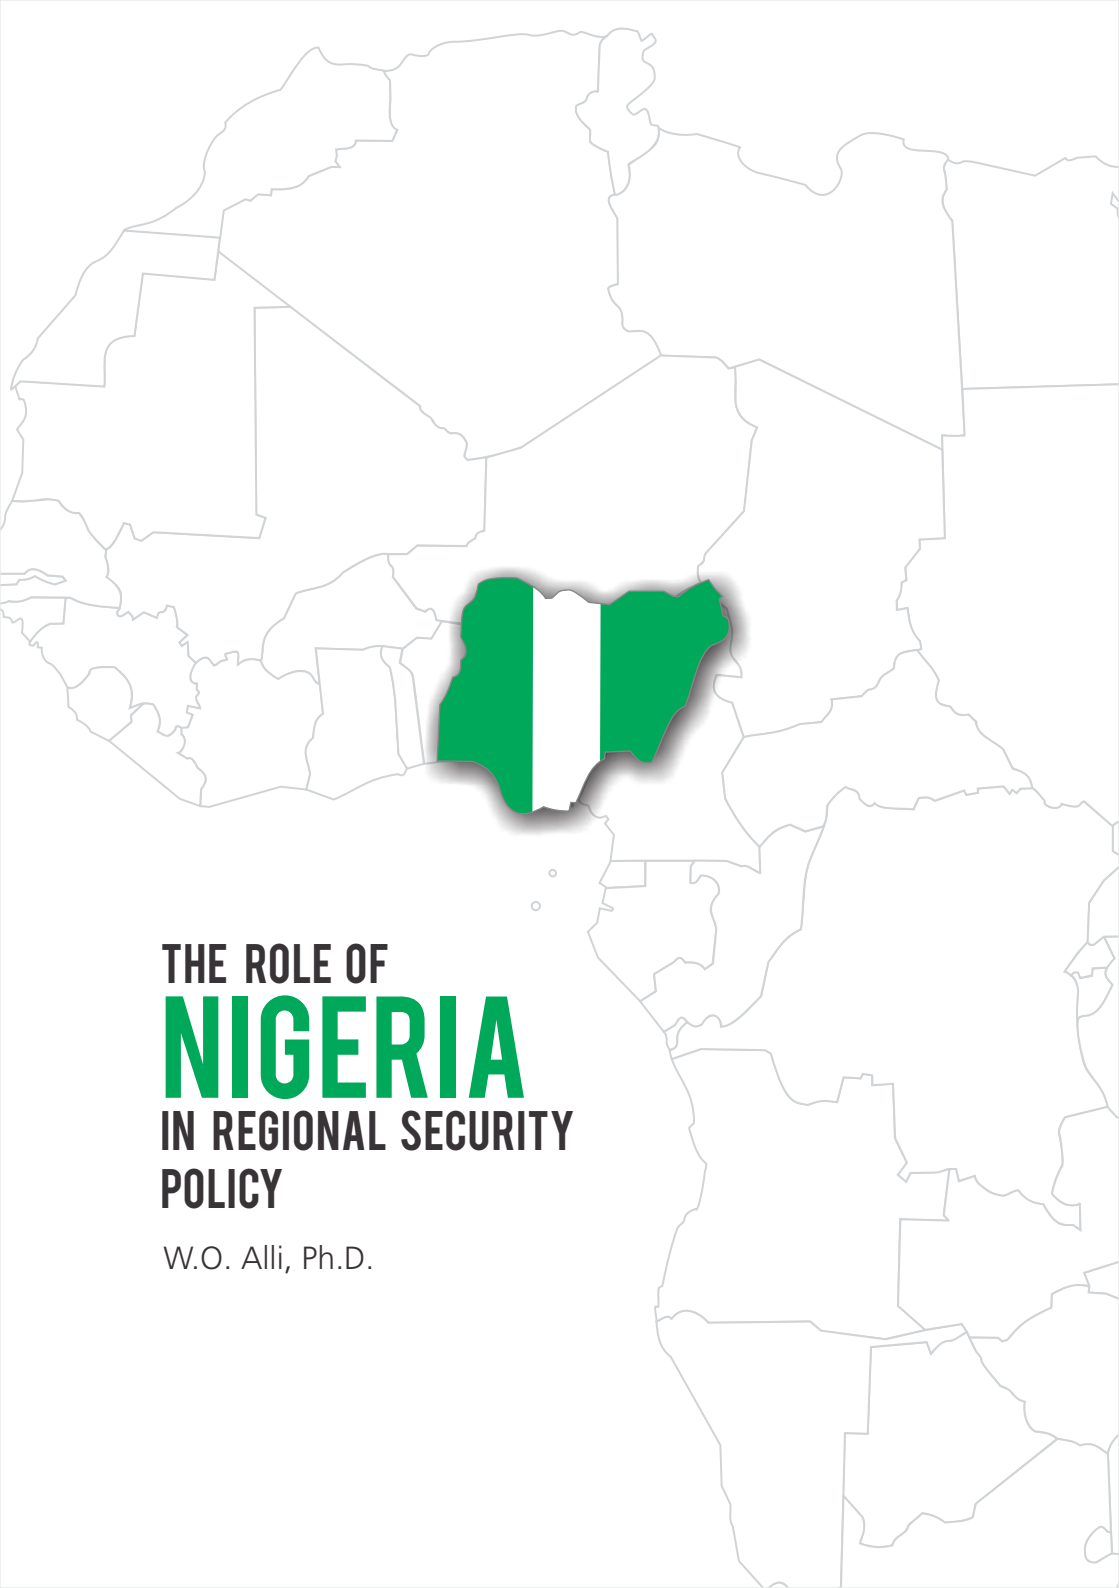 THE ROLE OF
NIGERIA
IN REGIONAL SECURITY
POLICY
W.O. Alli, Ph.D.